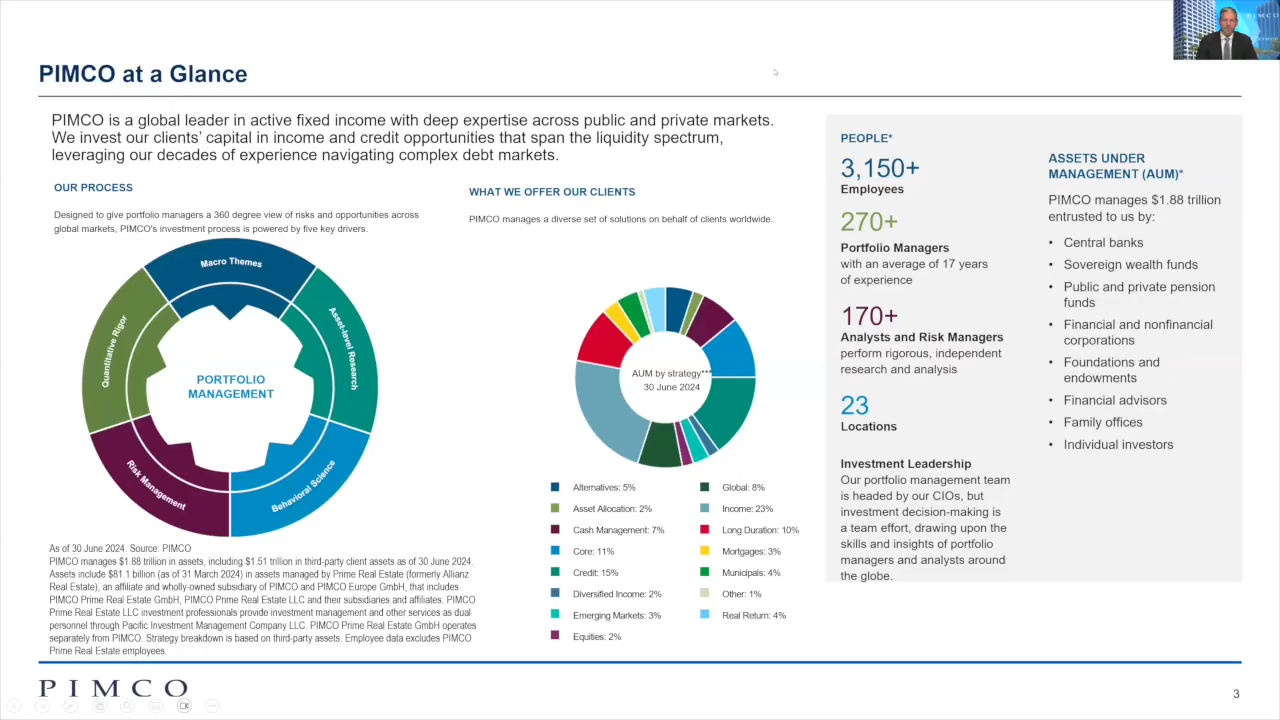 PIMCO
PIMCO at a Glance
PIMCO is a global leader in active fixed income with deep expertise across public and private markets.
We invest our clients’ capital in income and credit opportunities that span the liquidity spectrum,
leveraging our decades of experience navigating complex debt markets.
OUR PROCESS
Designed to give portfolio managers a 360 degree view of risks and opportunities across
global markets, PIMCO's investment process is powered by five key drivers.
Macro Themes
Asset-level Research
Behavioral Science
Risk Management
Quantitative Rigor
PORTFOLIO
MANAGEMENT
As of 30 June 2024. Source: PIMCO
PIMCO manages $1.88 trillion in assets, including $1.51 trillion in third-party client assets as of 30 June 2024.
Assets include $81.1 billion (as of 31 March 2024) in assets managed by Prime Real Estate (formerly Allianz
Real Estate), an affiliate and wholly-owned subsidiary of PIMCO and PIMCO Europe GmbH, that includes
PIMCO Prime Real Estate GmbH, PIMCO Prime Real Estate LLC and their subsidiaries and affiliates. PIMCO
Prime Real Estate LLC investment professionals provide investment management and other services as dual
personnel through Pacific Investment Management Company LLC. PIMCO Prime Real Estate GmbH operates
separately from PIMCO. Strategy breakdown is based on third-party assets. Employee data excludes PIMCO
Prime Real Estate employees.
WHAT WE OFFER OUR CLIENTS
PIMCO manages a diverse set of solutions on behalf of clients worldwide.
AUM by strategy***
30 June 2024
Alternatives: 5%
Asset Allocation: 2%
Cash Management: 7%
Core: 11%
Credit: 15%
Diversified Income: 2%
Emerging Markets: 3%
Equities: 2%
Global: 8%
Income: 23%
Long Duration: 10%
Mortgages: 3%
Municipals: 4%
Other: 1%
Real Return: 4%
PEOPLE*
3,150+
Employees
270+
Portfolio Managers
with an average of 17 years
of experience
170+
Analysts and Risk Managers
perform rigorous, independent
research and analysis
23
Locations
Investment Leadership
Our portfolio management team
is headed by our CIOs, but
investment decision-making is
a team effort, drawing upon the
skills and insights of portfolio
managers and analysts around
the globe.
ASSETS UNDER
MANAGEMENT (AUM)*
PIMCO manages $1.88 trillion
entrusted to us by:
• Central banks
• Sovereign wealth funds
• Public and private pension
funds
• Financial and nonfinancial
corporations
• Foundations and
endowments
• Financial advisors
• Family offices
• Individual investors
PIMCO
3